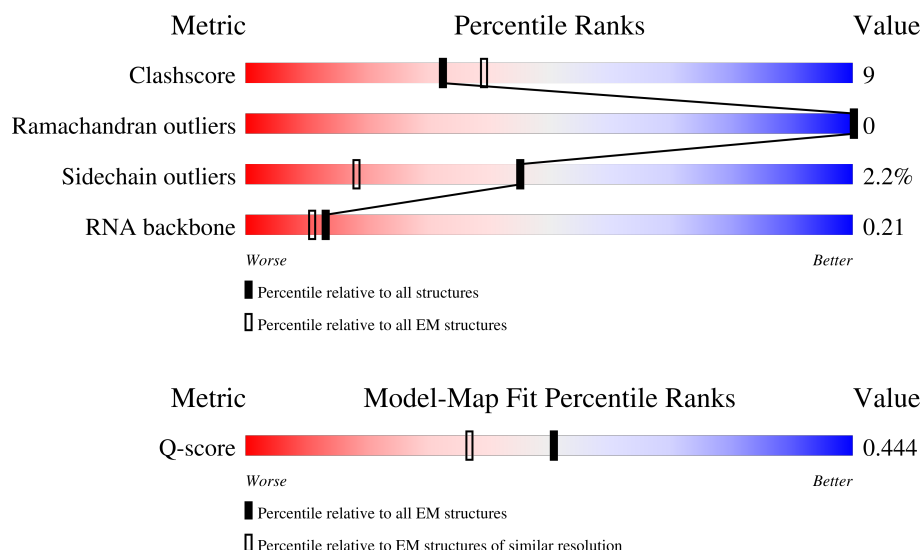 Metric Percentile Ranks Value
Clashscore 9
Ramachandran outliers 0
Sidechain outliers 2.2%
RNA backbone 0.21
Worse Better
Percentile relative to all structures
Percentile relative to all EM structures
Metric Model-Map Fit Percentile Ranks Value
Q-score 0.444
Worse Better
Percentile relative to all EM structures
Percentile relative to EM structures of similar resolution